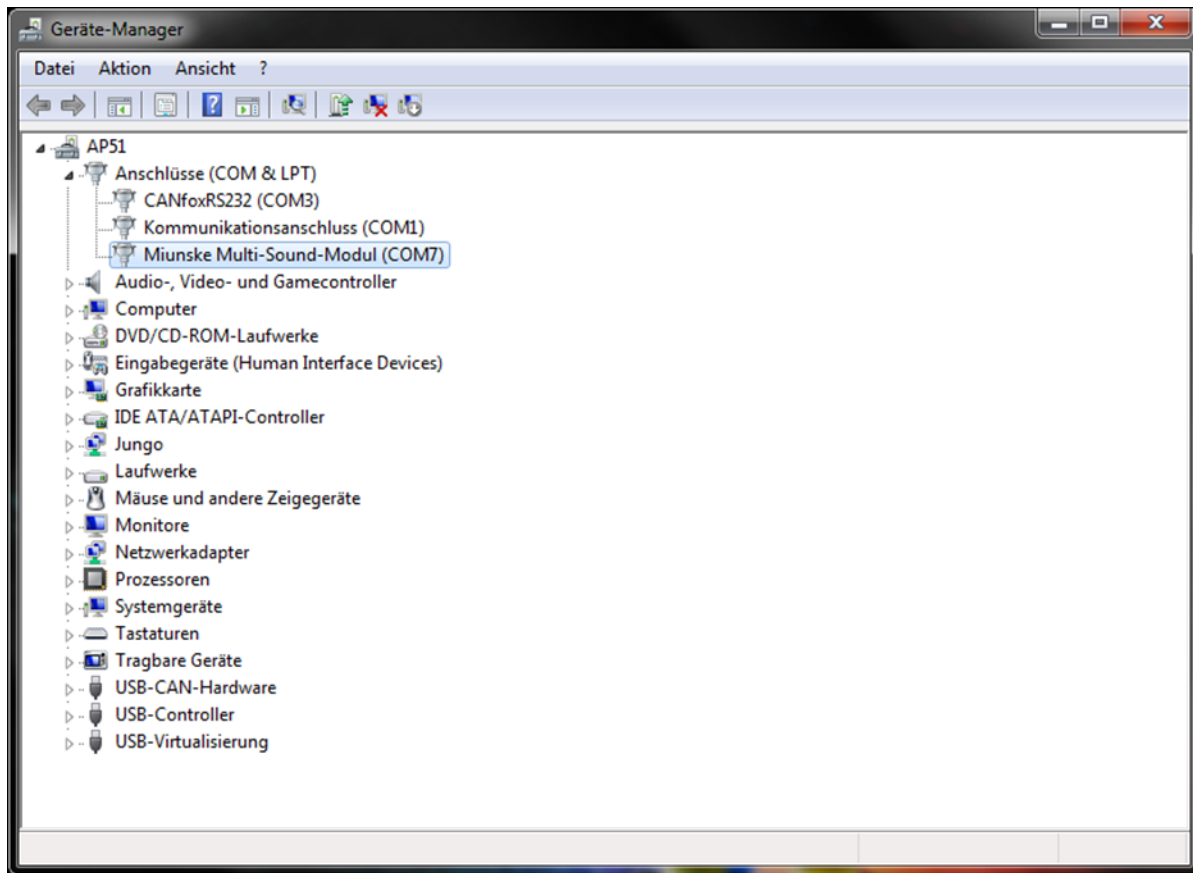 Geräte-Manager
Datei Aktion Ansicht ?
AP51
Anschlüsse (COM & LPT)
CANfoxRS232 (COM3)
Kommunikationsanschluss (COM1)
Miunske Multi-Sound-Modul (COM7)
Audio-, Video- und Gamecontroller
Computer
DVD/CD-ROM-Laufwerke
Eingabegeräte (Human Interface Devices)
Grafikkarte
IDE ATA/ATAPI-Controller
Jungo
Laufwerke
Mäuse und andere Zeigegeräte
Monitore
Netzwerkadapter
Prozessoren
Systemgeräte
Tastaturen
Tragbare Geräte
USB-CAN-Hardware
USB-Controller
USB-Virtualisierung